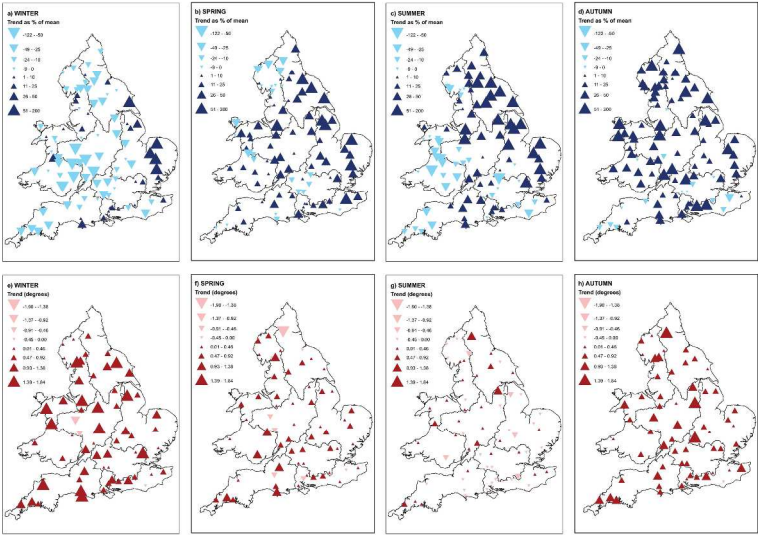 a) WINTER
Trend as % of mean
-122 - -50
-49 - -25
-24 - -10
-9 - 0
1 - 10
11 - 25
26 - 50
51 - 200
b) SPRING
Trend as % of mean
-122 - -50
-49 - -25
-24 - -10
-9 - 0
1 - 10
11 - 25
26 - 50
51 - 200
c) SUMMER
Trend as % of mean
-122 - -50
-49 - -25
-24 - -10
-9 - 0
1 - 10
11 - 25
26 - 50
51 - 200
d) AUTUMN
Trend as % of mean
-122 - -50
-49 - -25
-24 - -10
-9 - 0
1 - 10
11 - 25
26 - 50
51 - 200
e) WINTER
Trend (degrees)
-1.98 - -1.38
-1.37 - -0.92
-0.91 - -0.46
-0.45 - 0.00
0.01 - 0.46
0.47 - 0.92
0.93 - 1.38
1.39 - 1.84
f) SPRING
Trend (degrees)
-1.98 - -1.38
-1.37 - -0.92
-0.91 - -0.46
-0.45 - 0.00
0.01 - 0.46
0.47 - 0.92
0.93 - 1.38
1.39 - 1.84
g) SUMMER
Trend (degrees)
-1.98 - -1.38
-1.37 - -0.92
-0.91 - -0.46
-0.45 - 0.00
0.01 - 0.46
0.47 - 0.92
0.93 - 1.38
1.39 - 1.84
h) AUTUMN
Trend (degrees)
-1.98 - -1.38
-1.37 - -0.92
-0.91 - -0.46
-0.45 - 0.00
0.01 - 0.46
0.47 - 0.92
0.93 - 1.38
1.39 - 1.84